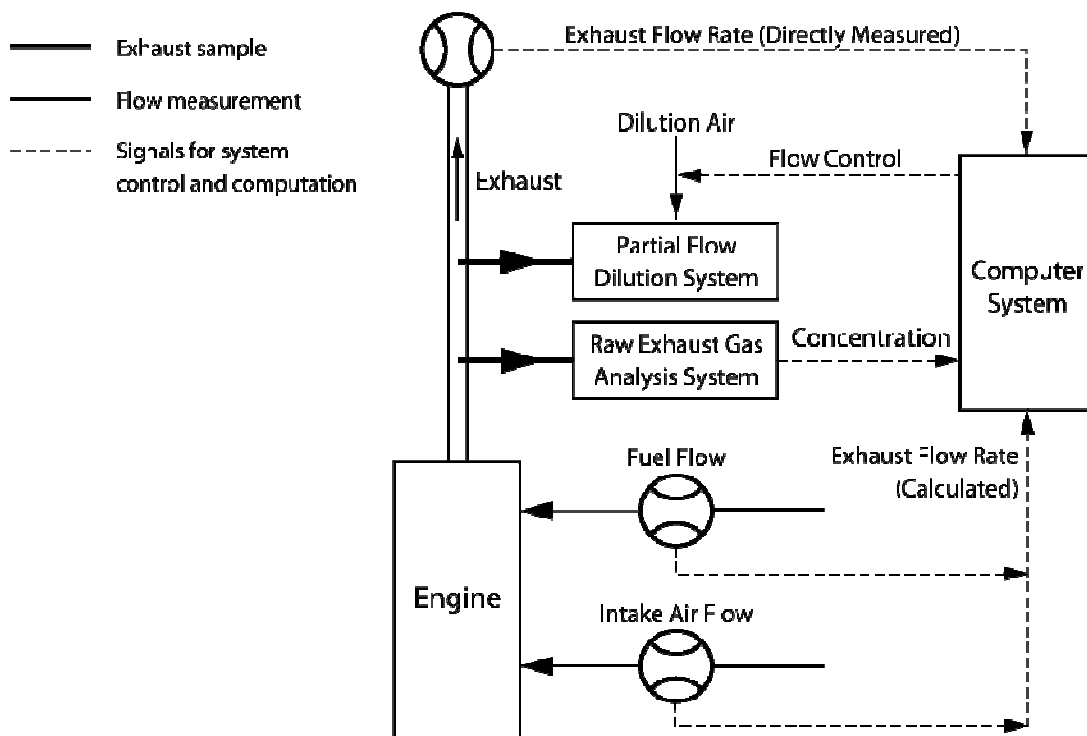 Exhaust sample
Flow measurement
Signals for system
control and computation
Exhaust Flow Rate (Directly Measured)
Dilution Air
Flow Control
Exhaust
Partial Flow
Dilution System
Computer
System
Raw Exhaust Gas
Analysis System
Concentration
Fuel Flow
Exhaust Flow Rate
(Calculated)
Engine
Intake Air Flow